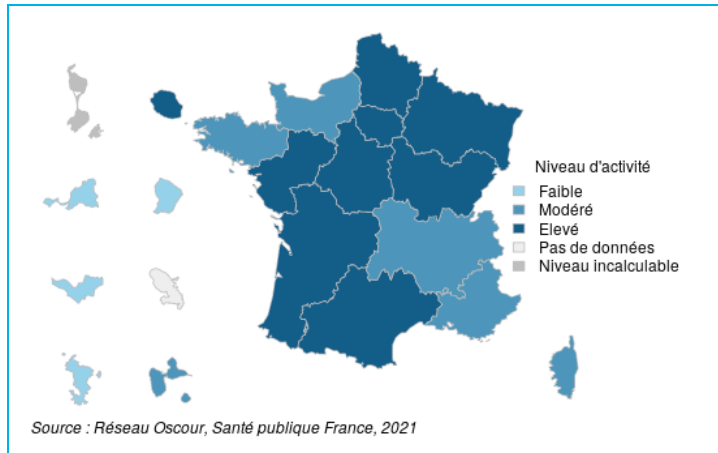 Niveau d'activité
Faible
Modéré
Elevé
Pas de données
Niveau incalculable
Source : Réseau Oscour, Santé publique France, 2021